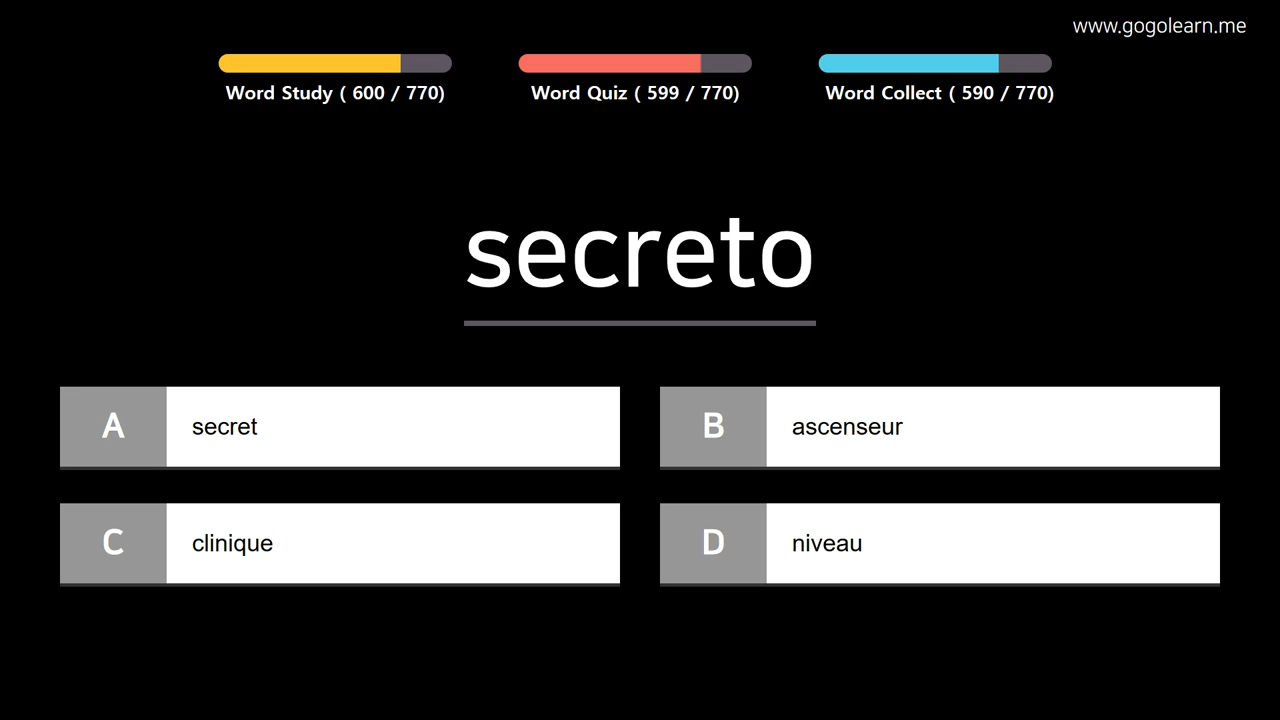 www.gogolearn.me
Word Study ( 600 / 770)
Word Quiz ( 599 / 770)
Word Collect ( 590 / 770)
secreto
A secret
B ascenseur
C clinique
D niveau